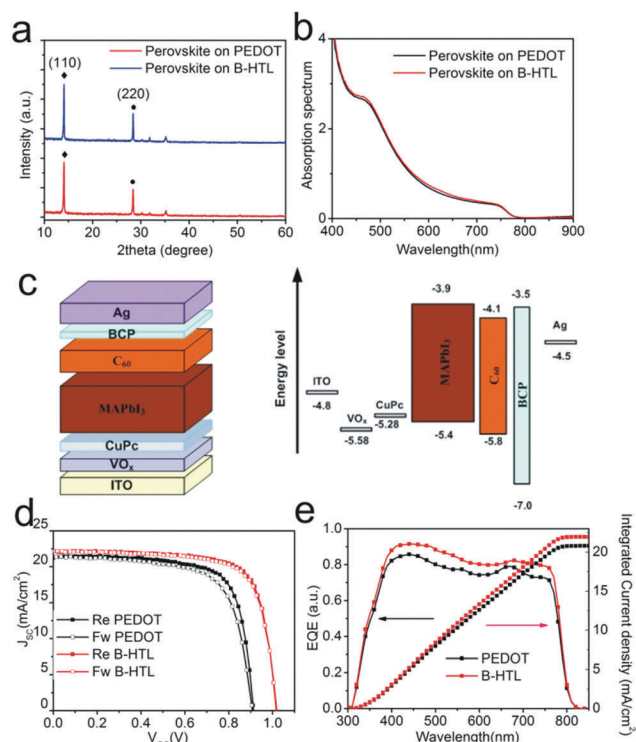 a
Perovskite on PEDOT
Perovskite on B-HTL
(110)
(220)
Intensity (a.u.)
10 20 30 40 50 60
2theta (degree)
b
Perovskite on PEDOT
Perovskite on B-HTL
Absorption spectrum
4
2
0
400 500 600 700 800 900
Wavelength(nm)
c
Ag
BCP
C60
MAPbI3
CuPc
VOx
ITO
Energy level
ITO
-4.8
VOx
-5.58
CuPc
-5.28
-3.9
MAPbI3
-5.4
-4.1
C60
-5.8
-3.5
BCP
-7.0
Ag
-4.5
d
JSC(mA/cm2)
25
20
15
10
5
0
Re PEDOT
Fw PEDOT
Re B-HTL
Fw B-HTL
0.0 0.2 0.4 0.6 0.8 1.0 1.2
e
EQE (a.u.)
1.0
0.8
0.6
0.4
0.2
0.0
PEDOT
B-HTL
300 400 500 600 700 800
Wavelength(nm)
20
15
10
5
0
Integrated Current density (mA/cm2)